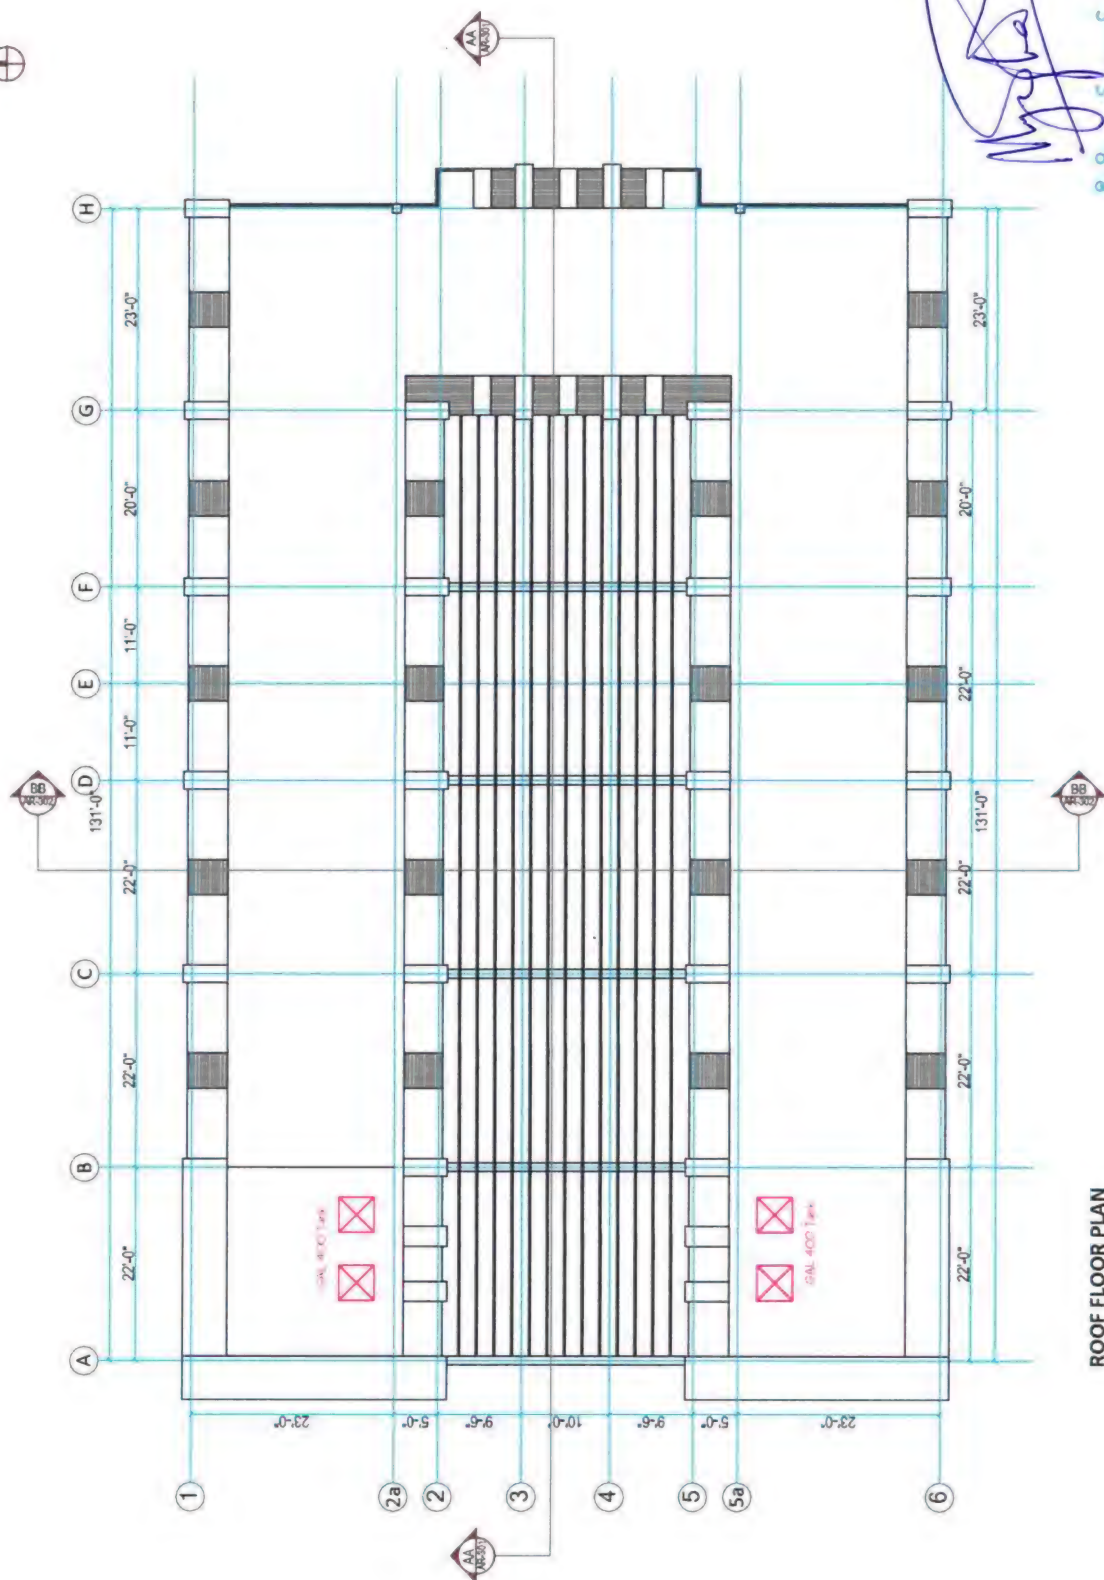 BB
AR-302
A B C D E F G H
131'-0"
22'-0" 22'-0" 22'-0" 11'-0" 11'-0" 20'-0" 23'-0"
1
23'-0"
GAL 400 Tank
2a
5'-0"
2
9'-6"
3
AA
AR-301
10'-0"
AA
AR-301
4
9'-6"
5
5'-0"
5a
GAL 400 Tank
23'-0"
6
22'-0" 22'-0" 22'-0" 22'-0" 20'-0" 23'-0"
131'-0"
BB
AR-302
ROOF FLOOR PLAN